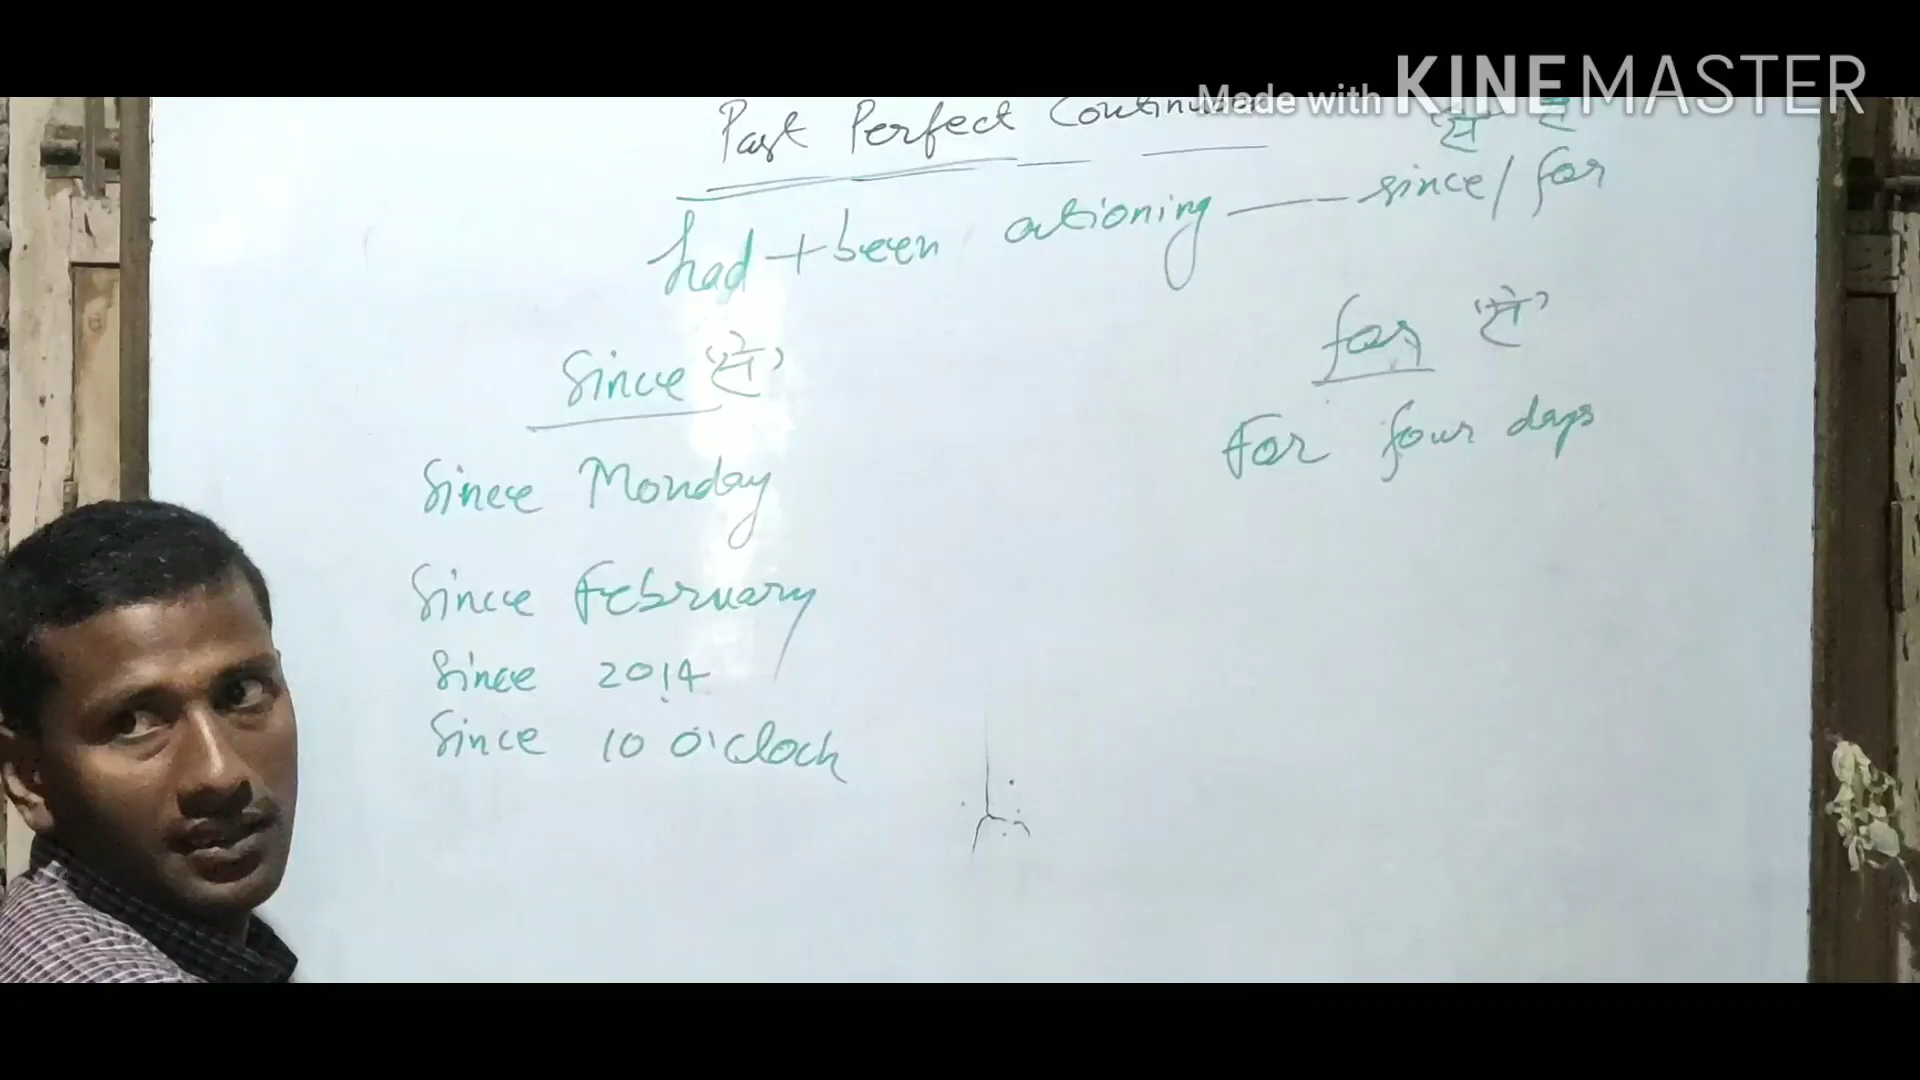 Made with KINEMASTER
Past Perfect Continuous
'से' से
had + been actioning —— since / for
Since 'से'
for 'से'
Since Monday
For four days
Since February
Since 2014
Since 10 O'clock